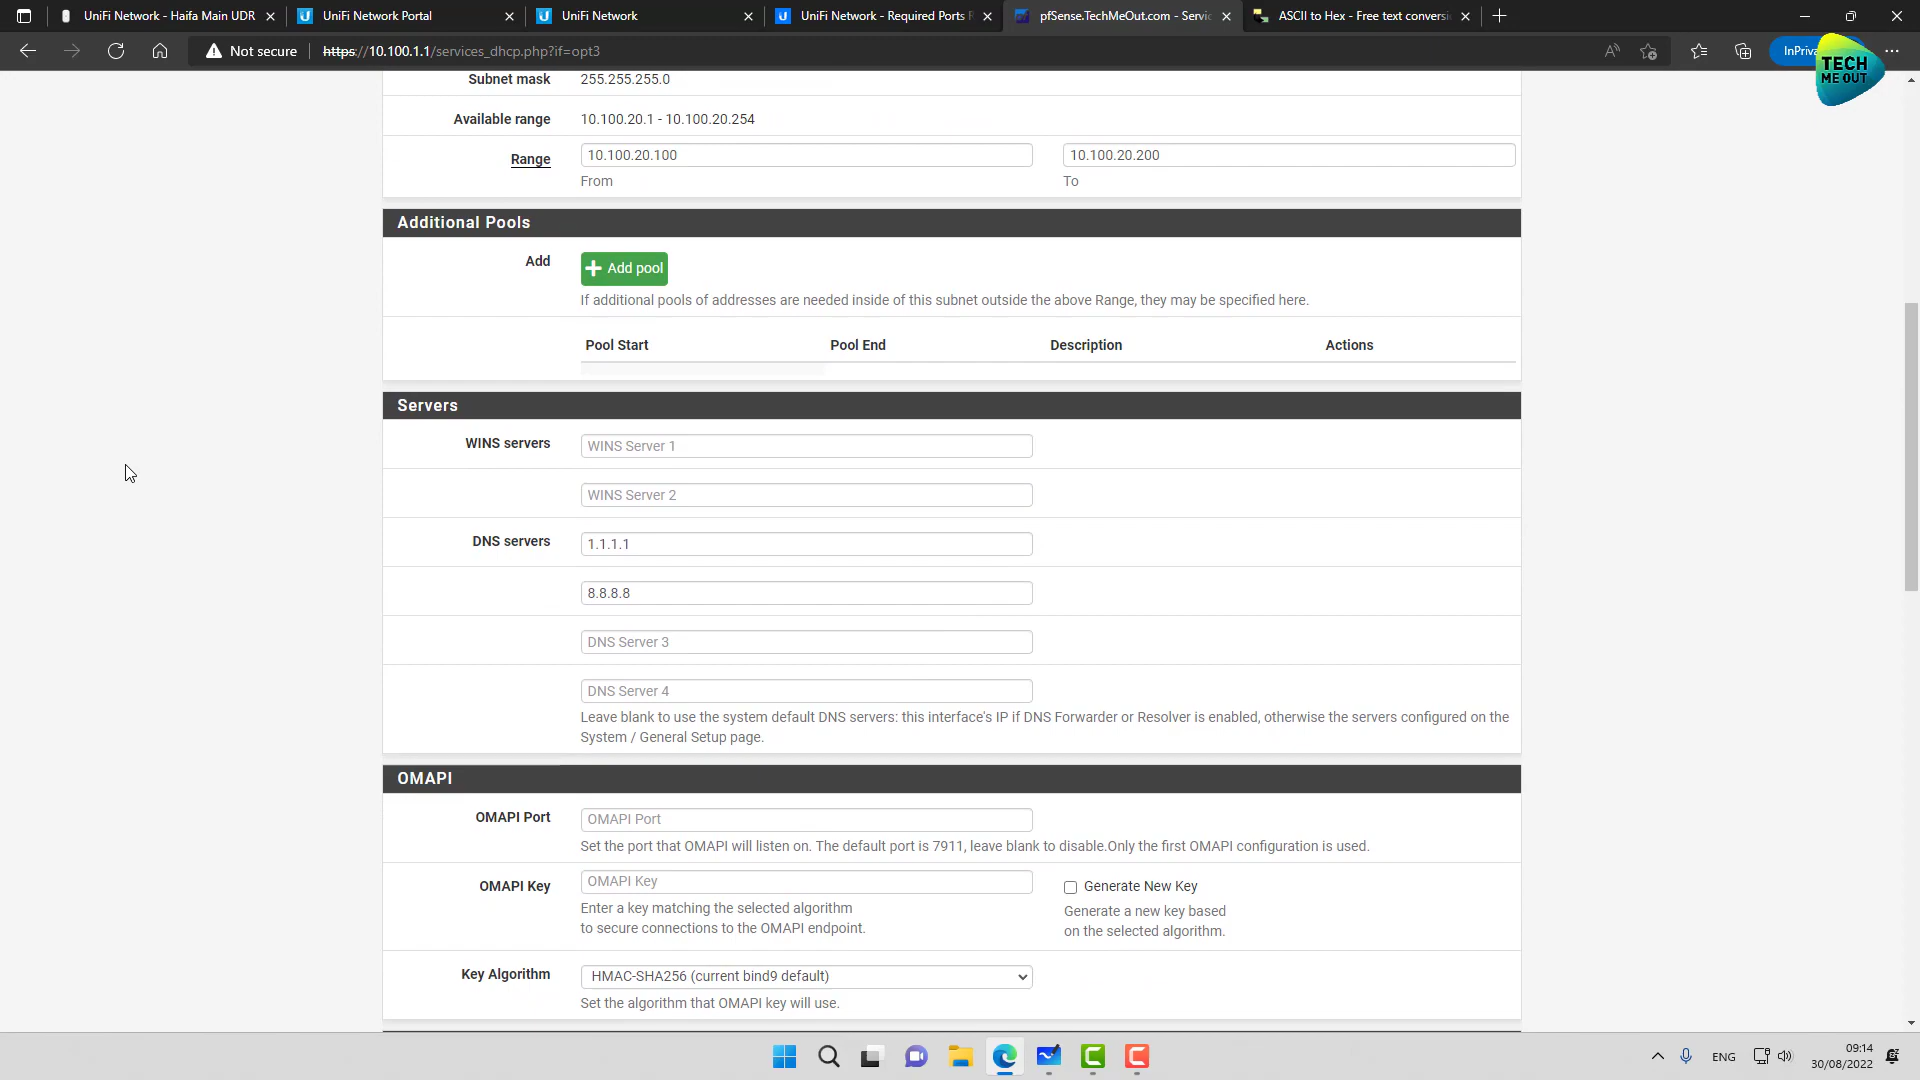 UniFi Network - Haifa Main UDR
UniFi Network Portal
UniFi Network
UniFi Network - Required Ports R
pfSense.TechMeOut.com - Servic
ASCII to Hex - Free text conversi
Not secure
https://10.100.1.1/services_dhcp.php?if=opt3
InPriva
TECH
ME OUT
Subnet mask 255.255.255.0
Available range 10.100.20.1 - 10.100.20.254
Range 10.100.20.100 10.100.20.200
From To
Additional Pools
Add Add pool
If additional pools of addresses are needed inside of this subnet outside the above Range, they may be specified here.
Pool Start Pool End Description Actions
Servers
WINS servers WINS Server 1
WINS Server 2
DNS servers 1.1.1.1
8.8.8.8
DNS Server 3
DNS Server 4
Leave blank to use the system default DNS servers: this interface's IP if DNS Forwarder or Resolver is enabled, otherwise the servers configured on the
System / General Setup page.
OMAPI
OMAPI Port OMAPI Port
Set the port that OMAPI will listen on. The default port is 7911, leave blank to disable.Only the first OMAPI configuration is used.
OMAPI Key OMAPI Key Generate New Key
Enter a key matching the selected algorithm
to secure connections to the OMAPI endpoint.
Generate a new key based
on the selected algorithm.
Key Algorithm HMAC-SHA256 (current bind9 default)
Set the algorithm that OMAPI key will use.
ENG
09:14
30/08/2022